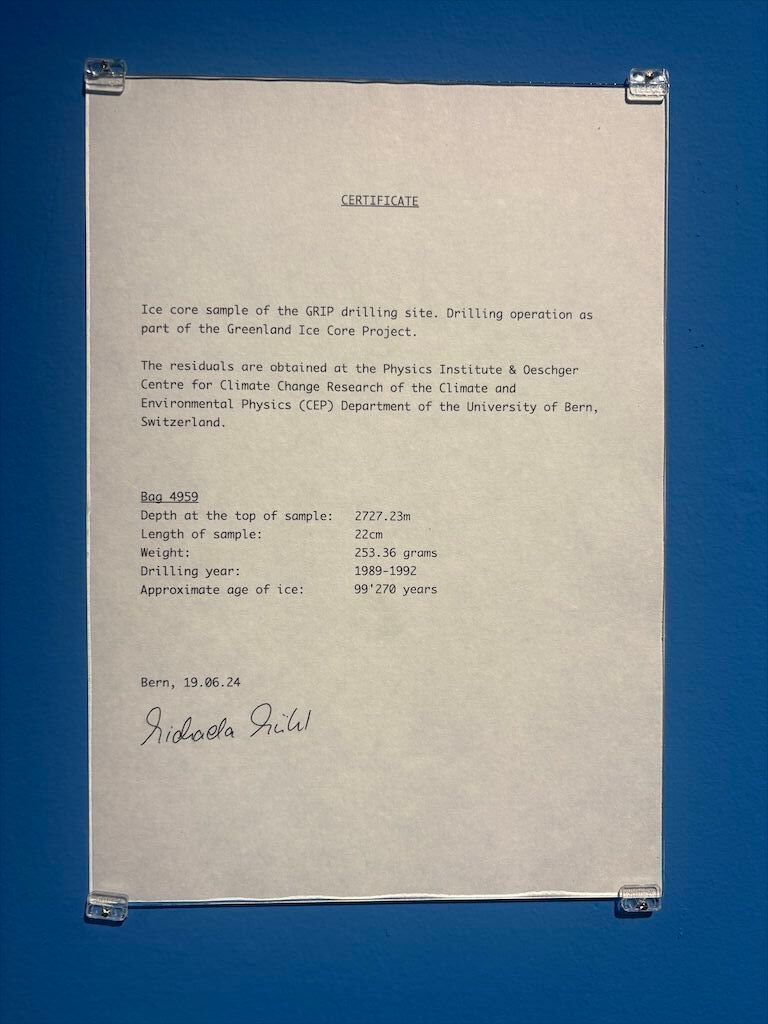 CERTIFICATE
Ice core sample of the GRIP drilling site. Drilling operation as
part of the Greenland Ice Core Project.
The residuals are obtained at the Physics Institute & Oeschger
Centre for Climate Change Research of the Climate and
Environmental Physics (CEP) Department of the University of Bern,
Switzerland.
Bag 4959
Depth at the top of sample: 2727.23m
Length of sample: 22cm
Weight: 253.36 grams
Drilling year: 1989-1992
Approximate age of ice: 99'270 years
Bern, 19.06.24
Michaela Mühl